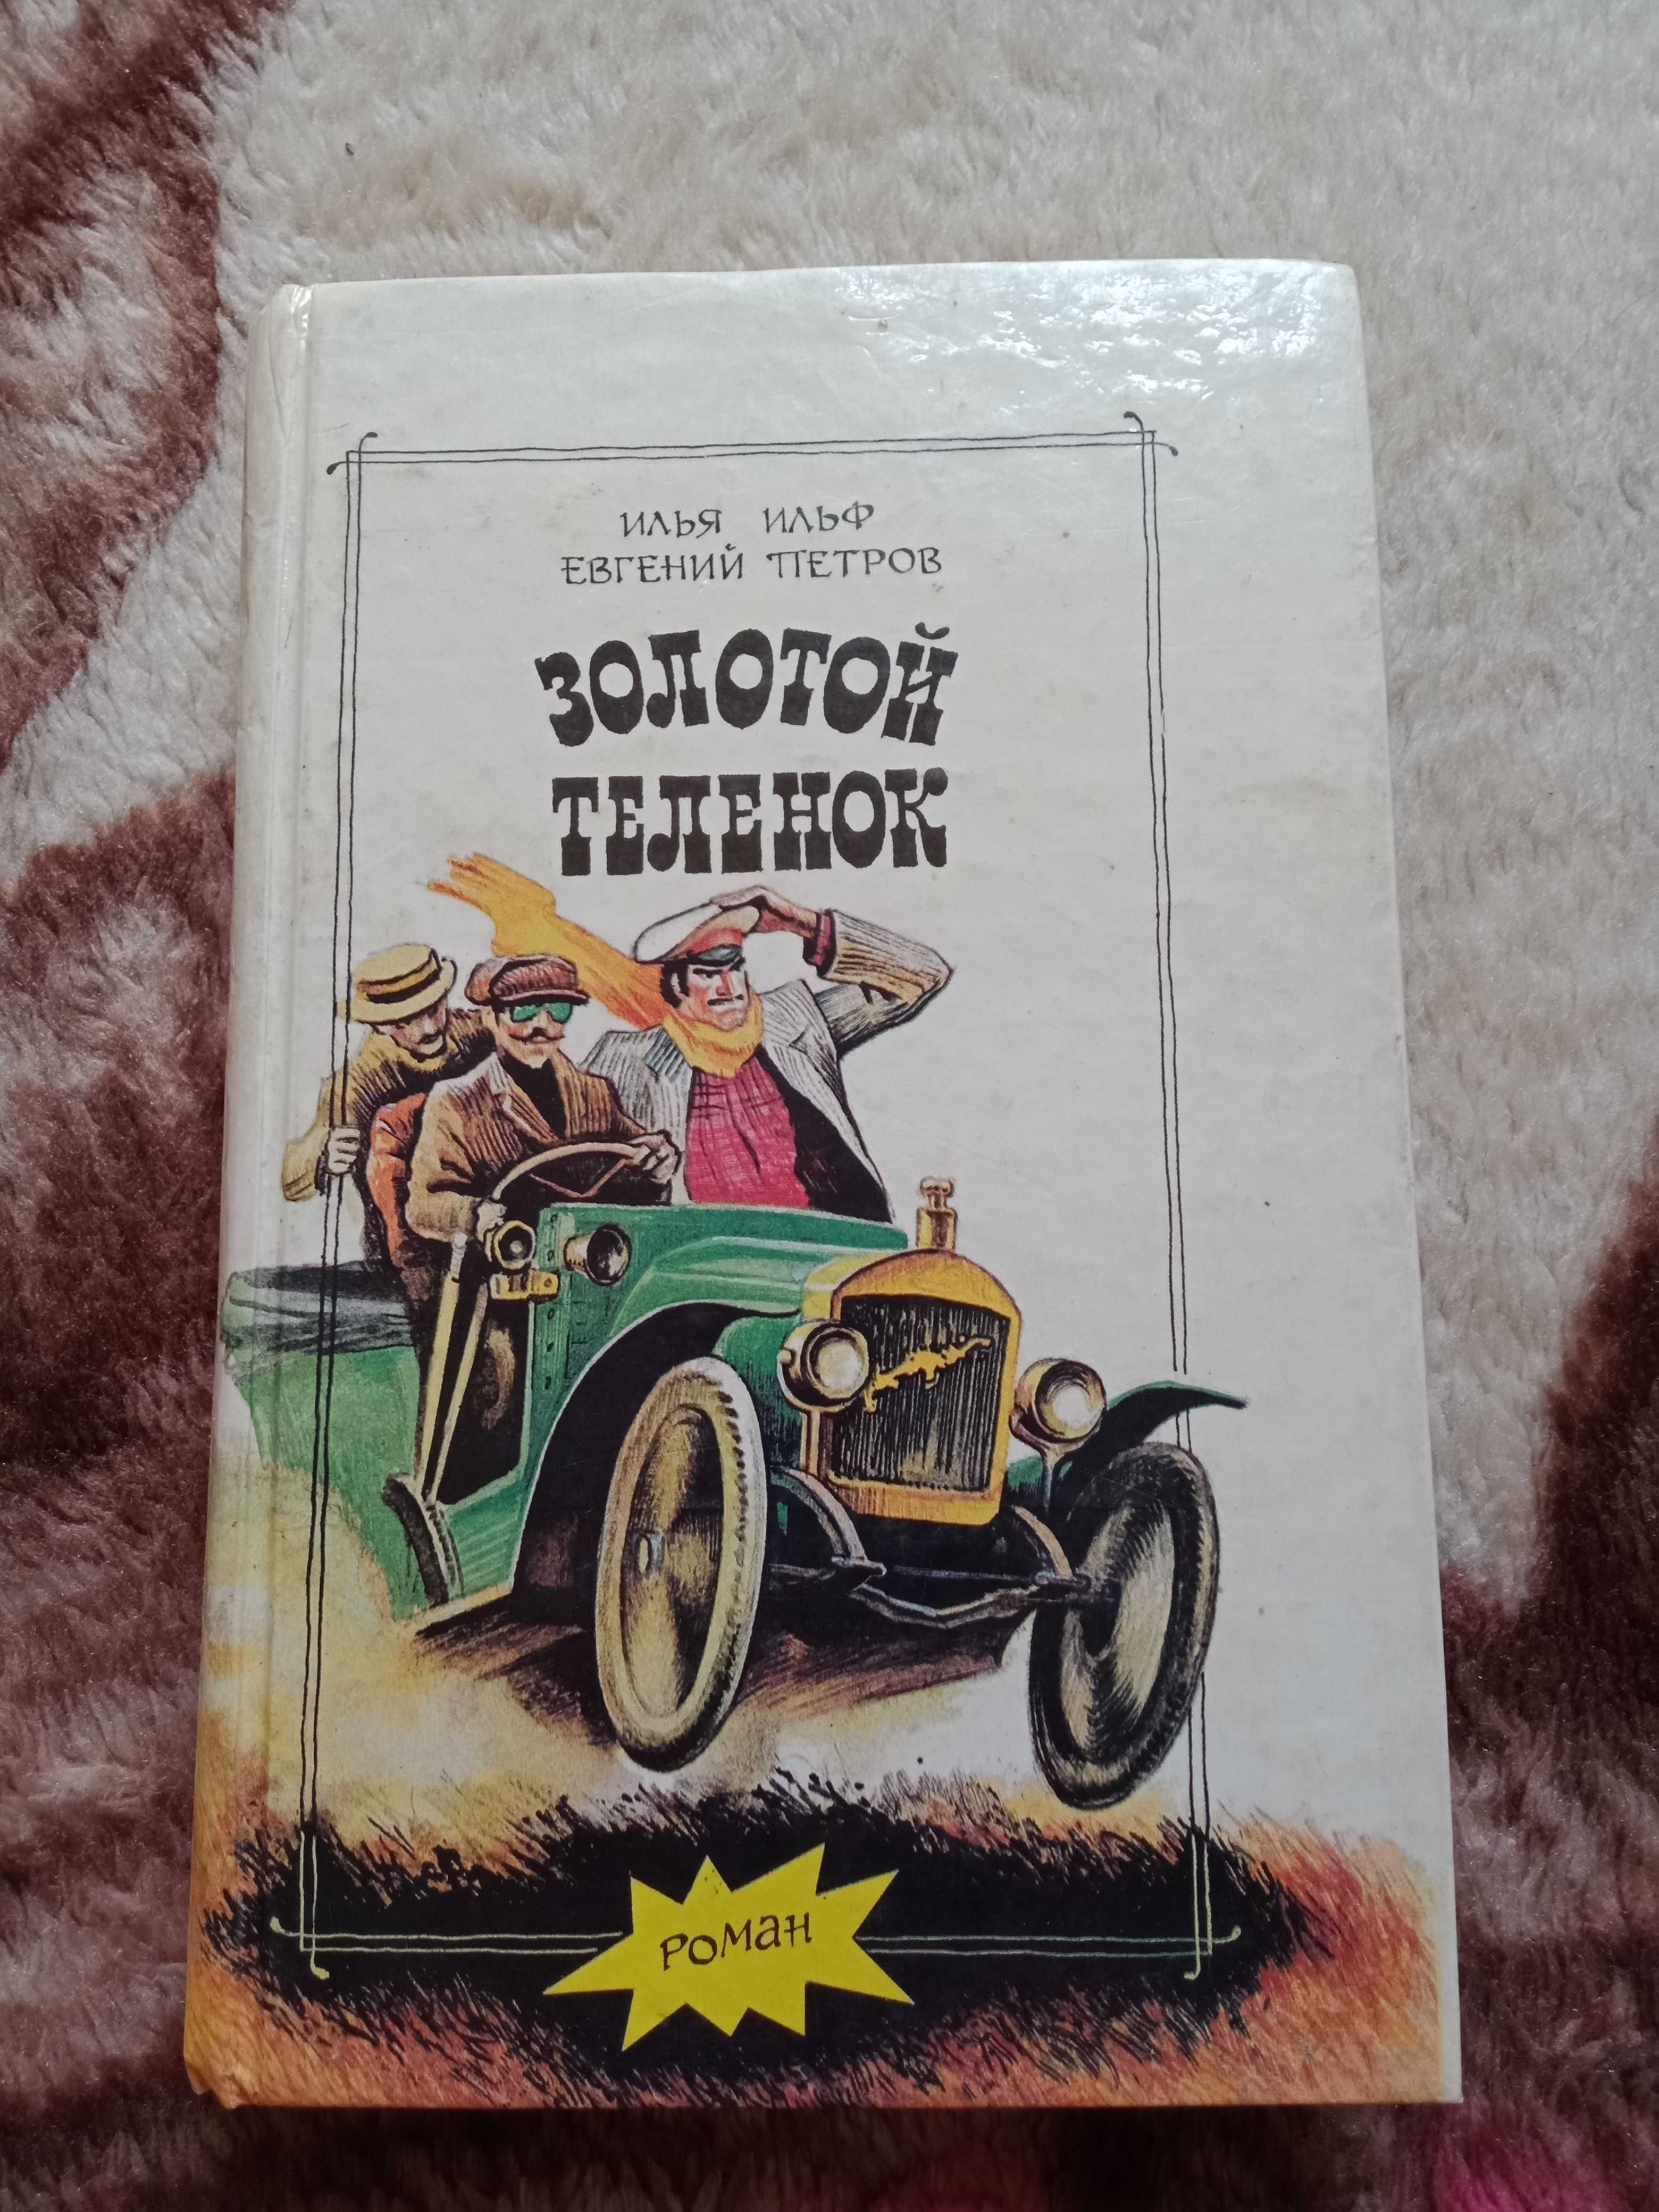 ИЛЬЯ ИЛЬФ
ЕВГЕНИЙ ПЕТРОВ
ЗОЛОТОЙ
ТЕЛЕНОК
РОМАН